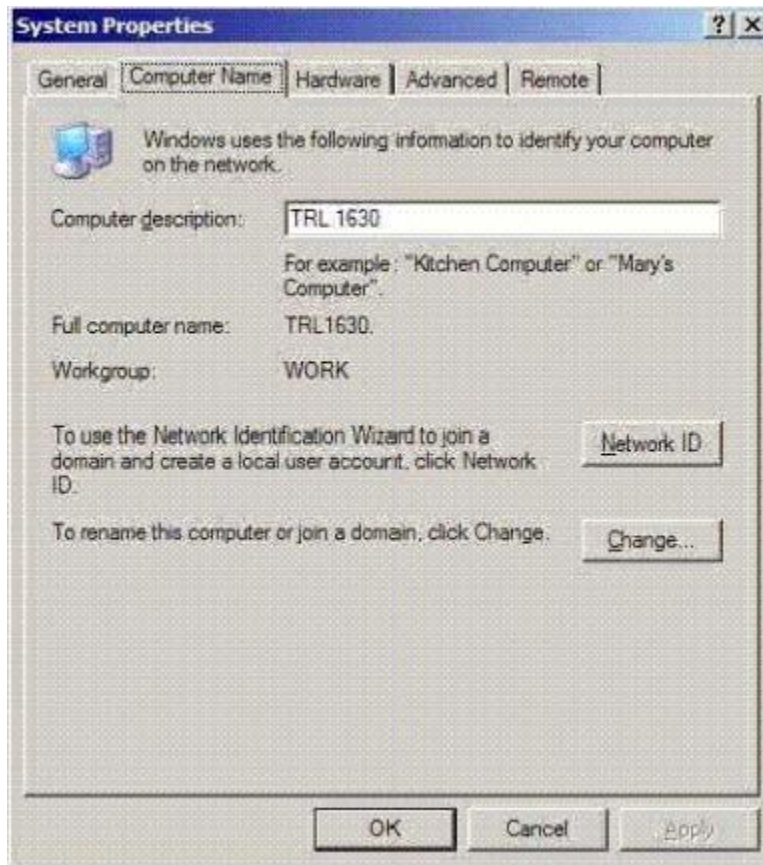 System Properties
General Computer Name Hardware Advanced Remote
Windows uses the following information to identify your computer
on the network.
Computer description: TRL 1630
For example: "Kitchen Computer" or "Mary's
Computer".
Full computer name: TRL1630.
Workgroup: WORK
To use the Network Identification Wizard to join a
domain and create a local user account, click Network
ID.
Network ID
To rename this computer or join a domain, click Change.
Change...
OK Cancel Apply